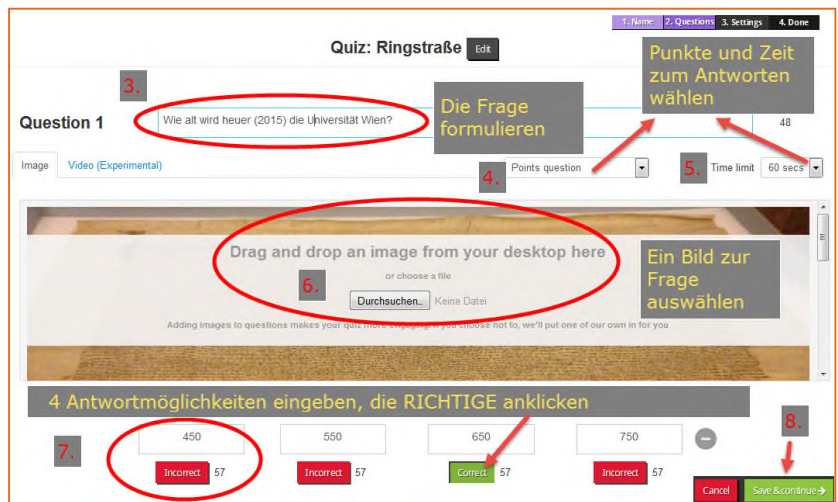 1. Name 2. Questions 3. Settings 4. Done
Quiz: Ringstraße Edit
Punkte und Zeit
zum Antworten
wählen
3.
Question 1
Wie alt wird heuer (2015) die Universität Wien?
Die Frage
formulieren
48
Image Video (Experimental)
4.
Points question
5.
Time limit 60 secs
Drag and drop an image from your desktop here
or choose a file
6.
Durchsuchen.. Keine Datei
Ein Bild zur
Frage
auswählen
Adding images to questions makes your quiz more engaging. If you choose not to, we'll put one of our own in for you
4 Antwortmöglichkeiten eingeben, die RICHTIGE anklicken
7.
450 550 650 750
8.
Incorrect 57 Incorrect 57 Correct 57 Incorrect 57
Cancel Save & continue →